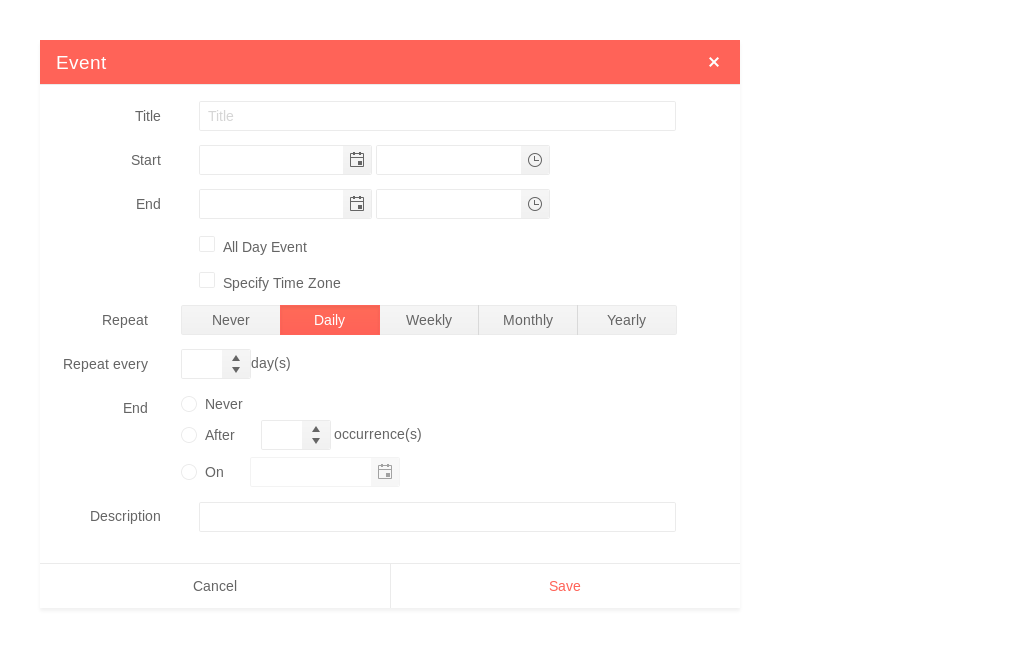 Event
Title Title
Start
End
All Day Event
Specify Time Zone
Repeat Never Daily Weekly Monthly Yearly
Repeat every day(s)
End Never
After occurrence(s)
On
Description
Cancel Save